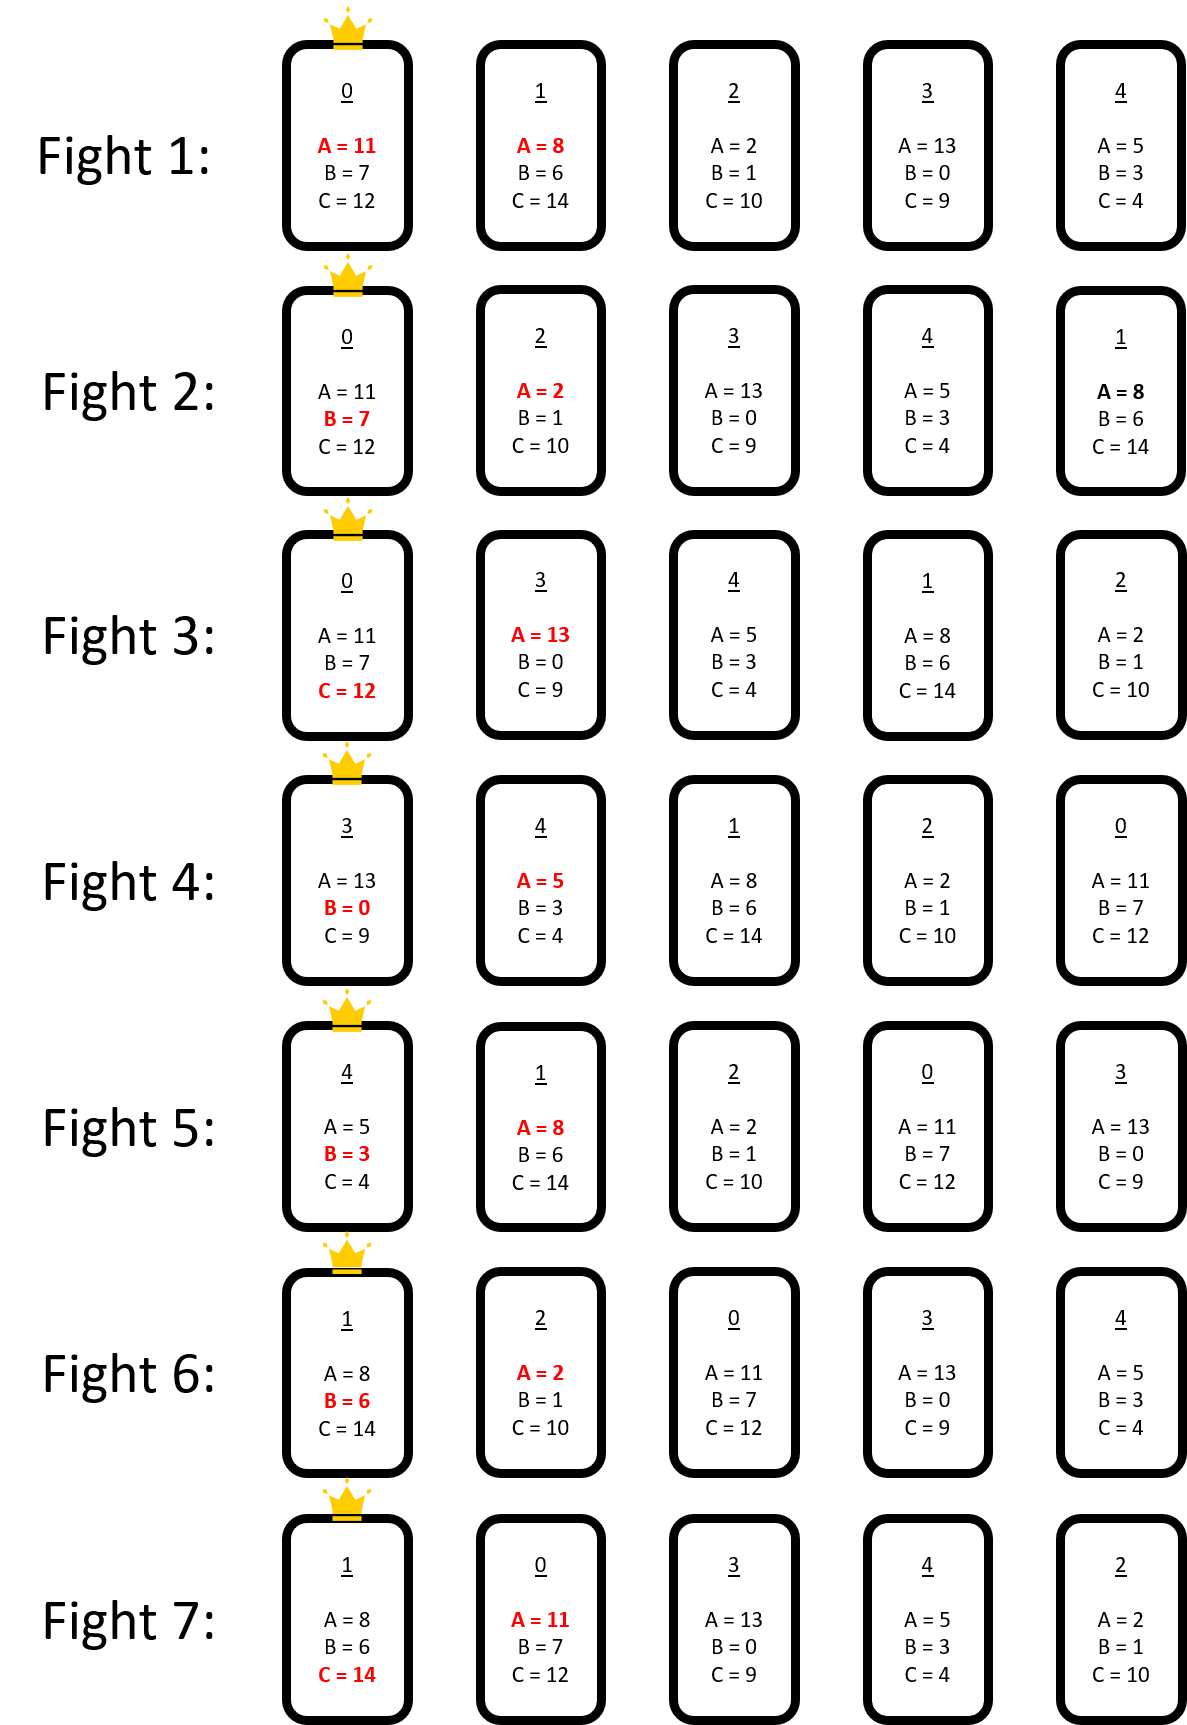 Fight 1:
0
A = 11
B = 7
C = 12
1
A = 8
B = 6
C = 14
2
A = 2
B = 1
C = 10
3
A = 13
B = 0
C = 9
4
A = 5
B = 3
C = 4
Fight 2:
0
A = 11
B = 7
C = 12
2
A = 2
B = 1
C = 10
3
A = 13
B = 0
C = 9
4
A = 5
B = 3
C = 4
1
A = 8
B = 6
C = 14
Fight 3:
0
A = 11
B = 7
C = 12
3
A = 13
B = 0
C = 9
4
A = 5
B = 3
C = 4
1
A = 8
B = 6
C = 14
2
A = 2
B = 1
C = 10
Fight 4:
3
A = 13
B = 0
C = 9
4
A = 5
B = 3
C = 4
1
A = 8
B = 6
C = 14
2
A = 2
B = 1
C = 10
0
A = 11
B = 7
C = 12
Fight 5:
4
A = 5
B = 3
C = 4
1
A = 8
B = 6
C = 14
2
A = 2
B = 1
C = 10
0
A = 11
B = 7
C = 12
3
A = 13
B = 0
C = 9
Fight 6:
1
A = 8
B = 6
C = 14
2
A = 2
B = 1
C = 10
0
A = 11
B = 7
C = 12
3
A = 13
B = 0
C = 9
4
A = 5
B = 3
C = 4
Fight 7:
1
A = 8
B = 6
C = 14
0
A = 11
B = 7
C = 12
3
A = 13
B = 0
C = 9
4
A = 5
B = 3
C = 4
2
A = 2
B = 1
C = 10